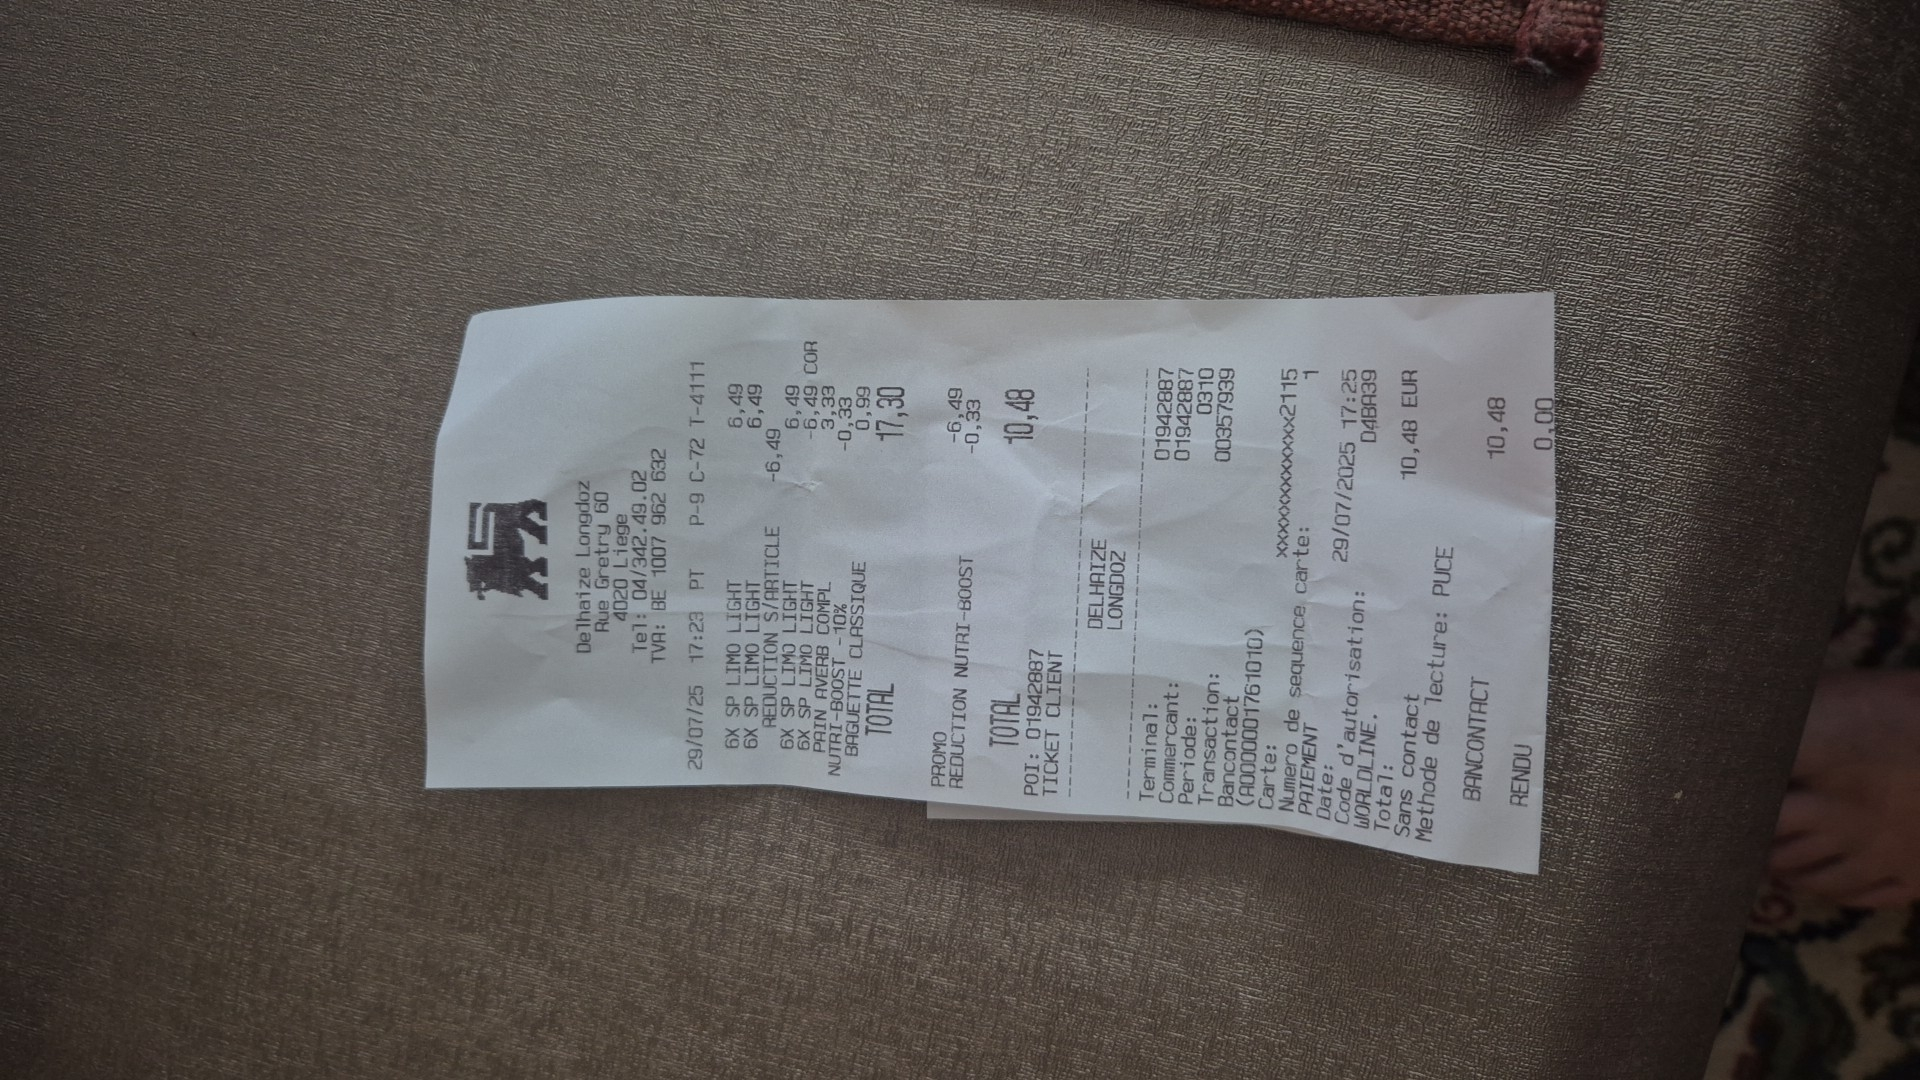 Delhaize Longdoz
Rue Gretry 60
4020 Liege
Tel: 04/342.49.02
TVA: BE 1007 962 632
29/07/25 17:23 PT P-9 C-72 T-4111
6X SP LIMO LIGHT 6,49
6X SP LIMO LIGHT 6,49
REDUCTION S/ARTICLE -6,49
6X SP LIMO LIGHT 6,49
6X SP LIMO LIGHT -6,49 COR
PAIN AVERB COMPL 3,33
NUTRI-BOOST -10% -0,33
BAGUETTE CLASSIQUE 0,99
TOTAL 17,30
PROMO -6,49
REDUCTION NUTRI-BOOST -0,33
TOTAL 10,48
POI: 01942887
TICKET CLIENT
DELHAIZE
LONGDOZ
Terminal: 01942887
Commercant: 01942887
Periode: 0310
Transaction: 00357939
Bancontact
(A0000001761010)
Carte: xxxxxxxxxxxxx2115
Numero de sequence carte: 1
PAIEMENT
Date: 29/07/2025 17:25
Code d'autorisation: D4BA39
WORLDLINE.
Total: 10,48 EUR
Sans contact
Methode de lecture: PUCE
BANCONTACT 10,48
RENDU 0,00